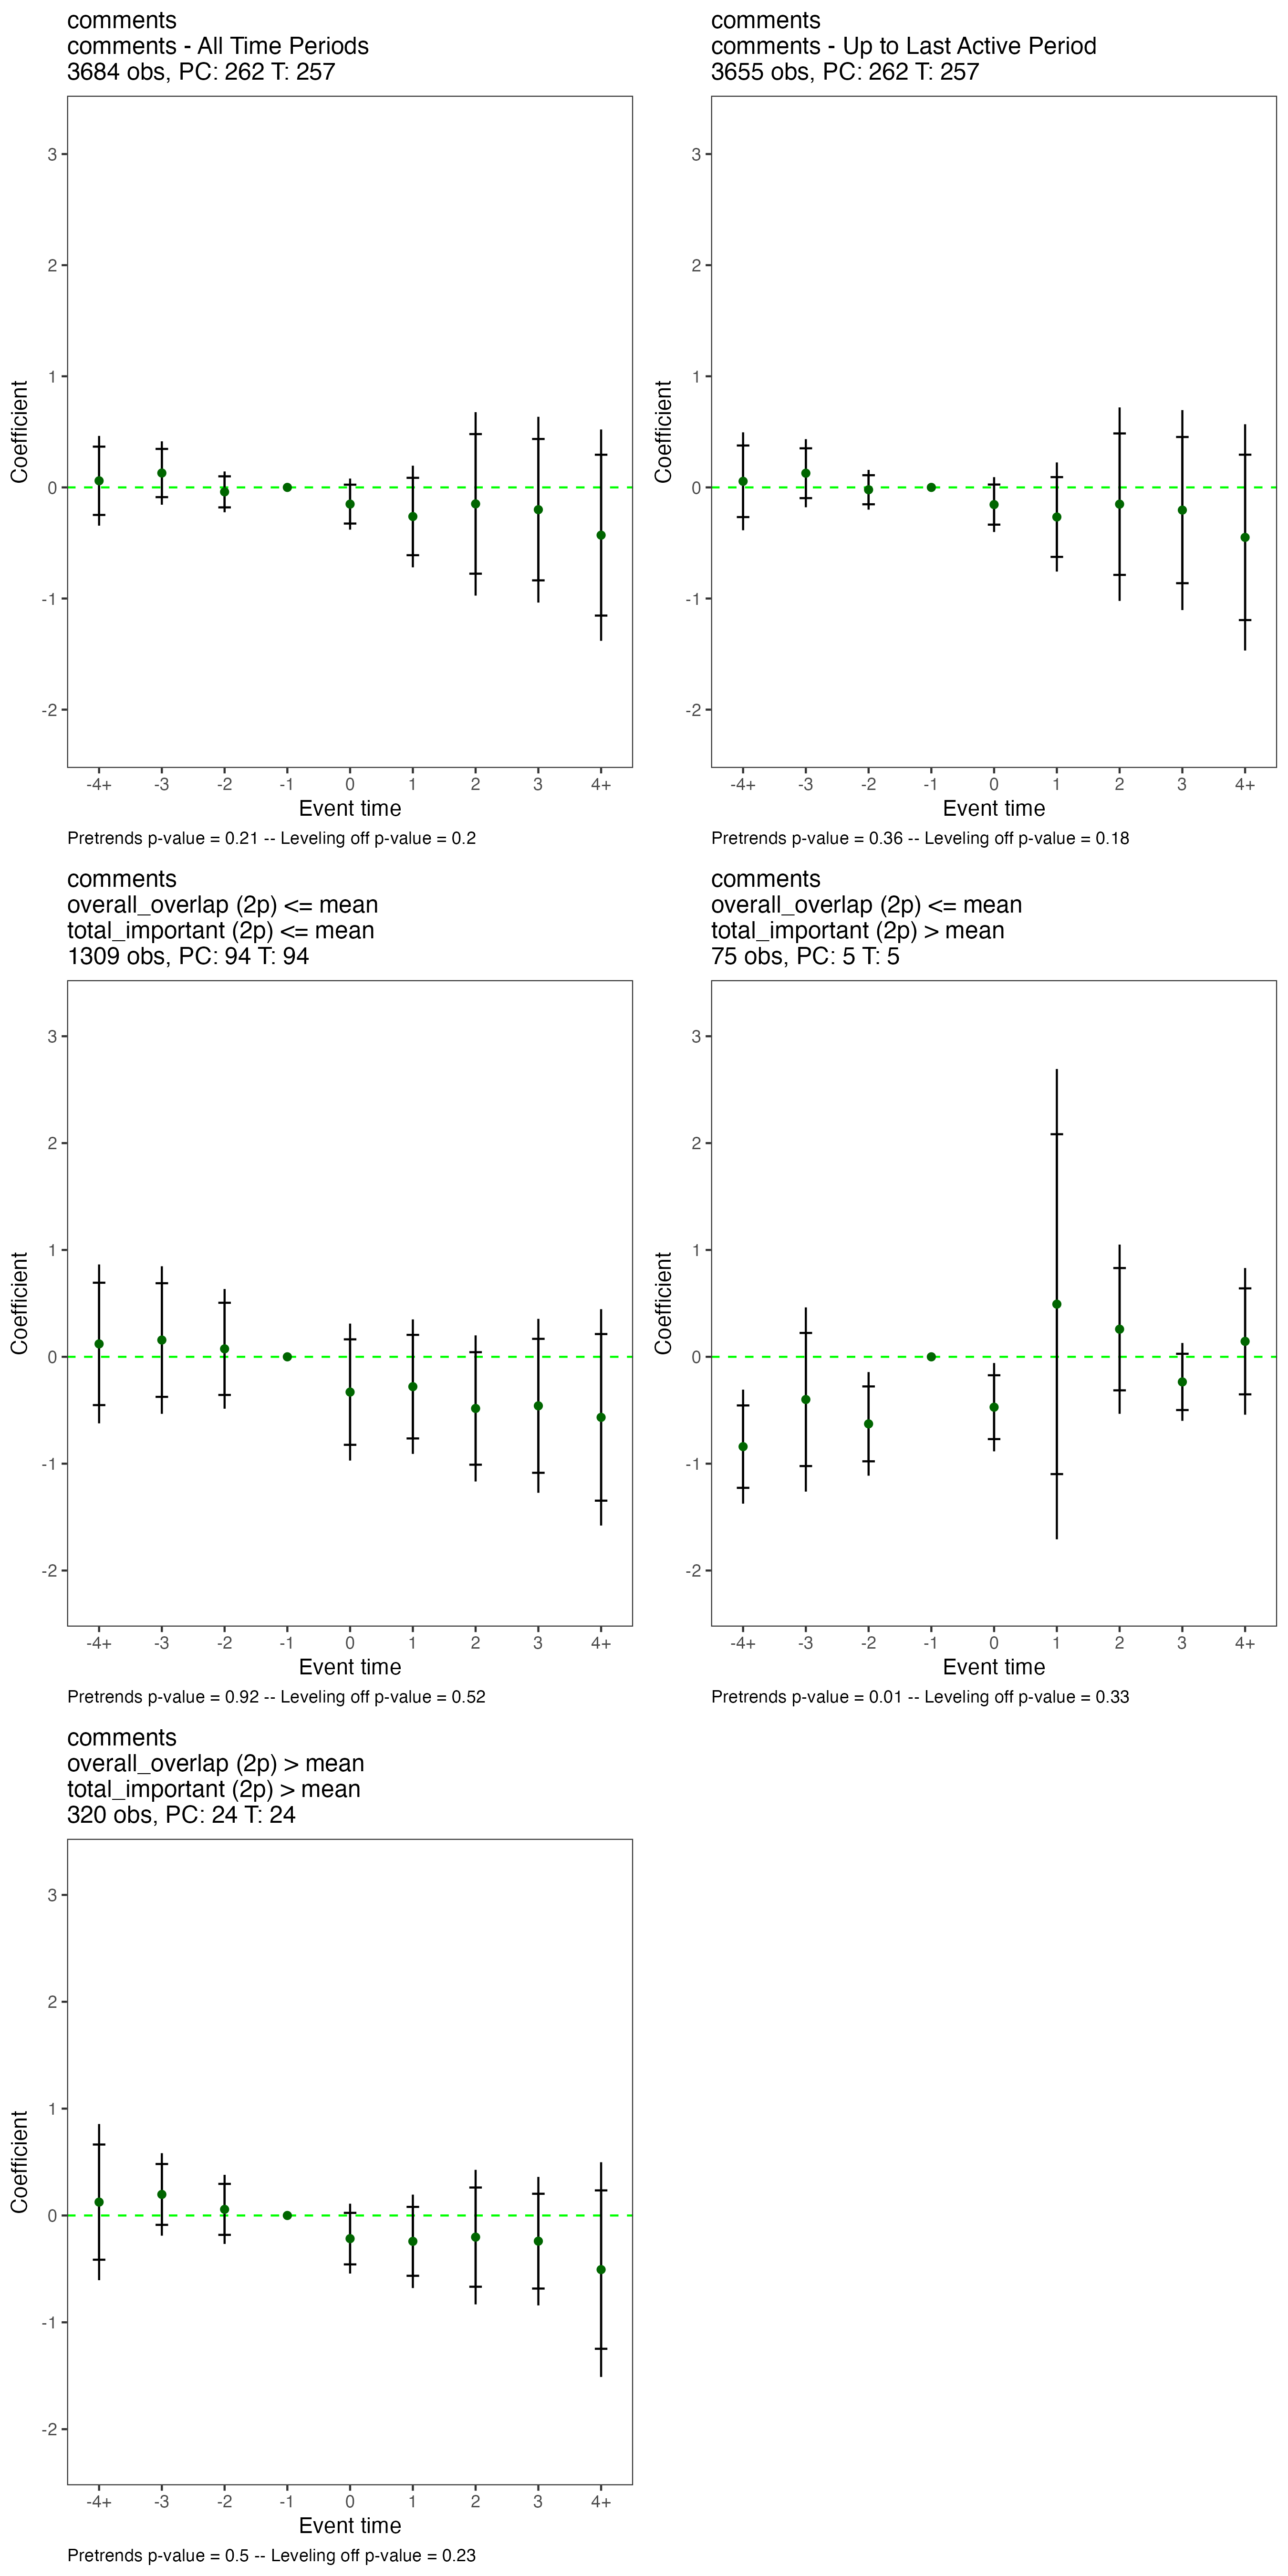 comments
comments - All Time Periods
3684 obs, PC: 262 T: 257
3
2
1
0
-1
-2
Coefficient
-4+ -3 -2 -1 0 1 2 3 4+
Event time
Pretrends p-value = 0.21 -- Leveling off p-value = 0.2
comments
comments - Up to Last Active Period
3655 obs, PC: 262 T: 257
3
2
1
0
-1
-2
Coefficient
-4+ -3 -2 -1 0 1 2 3 4+
Event time
Pretrends p-value = 0.36 -- Leveling off p-value = 0.18
comments
overall_overlap (2p) <= mean
total_important (2p) <= mean
1309 obs, PC: 94 T: 94
3
2
1
0
-1
-2
Coefficient
-4+ -3 -2 -1 0 1 2 3 4+
Event time
Pretrends p-value = 0.92 -- Leveling off p-value = 0.52
comments
overall_overlap (2p) <= mean
total_important (2p) > mean
75 obs, PC: 5 T: 5
3
2
1
0
-1
-2
Coefficient
-4+ -3 -2 -1 0 1 2 3 4+
Event time
Pretrends p-value = 0.01 -- Leveling off p-value = 0.33
comments
overall_overlap (2p) > mean
total_important (2p) > mean
320 obs, PC: 24 T: 24
3
2
1
0
-1
-2
Coefficient
-4+ -3 -2 -1 0 1 2 3 4+
Event time
Pretrends p-value = 0.5 -- Leveling off p-value = 0.23